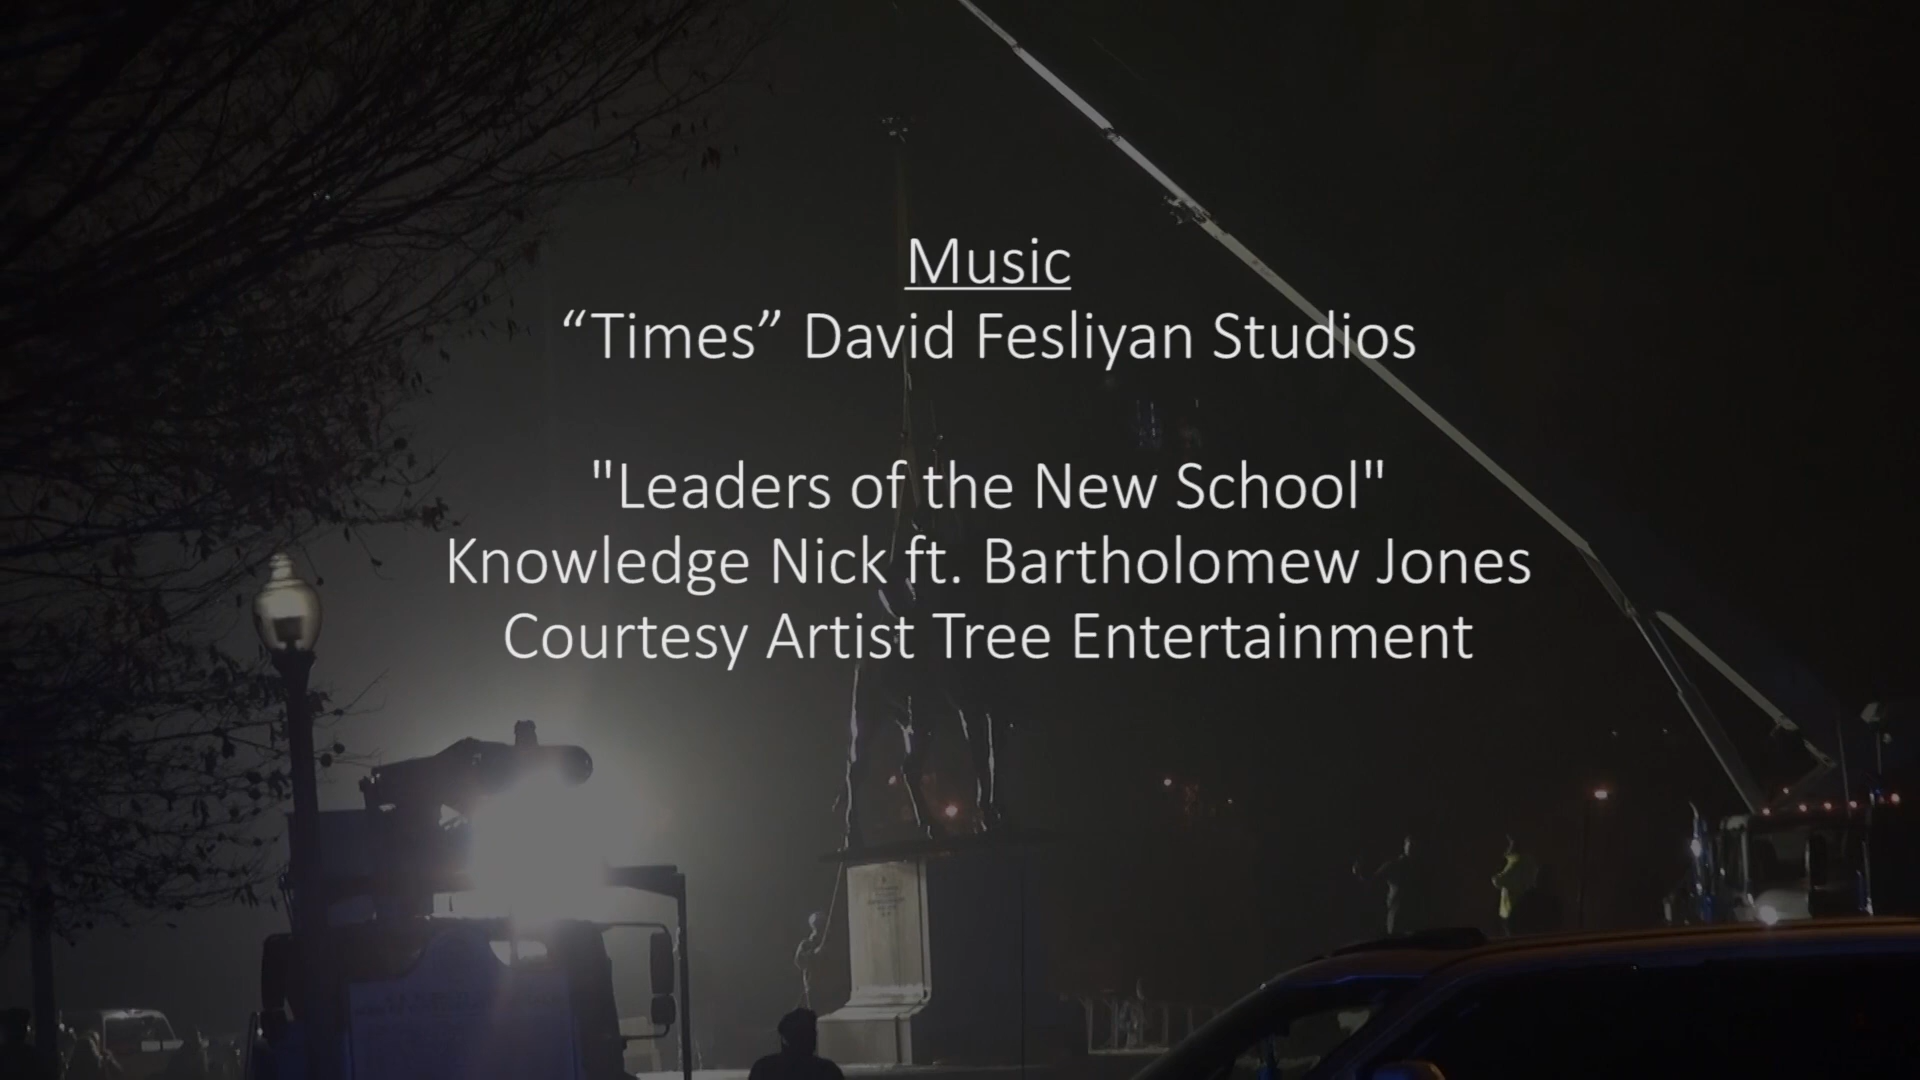 Music
“Times” David Fesliyan Studios
"Leaders of the New School"
Knowledge Nick ft. Bartholomew Jones
Courtesy Artist Tree Entertainment